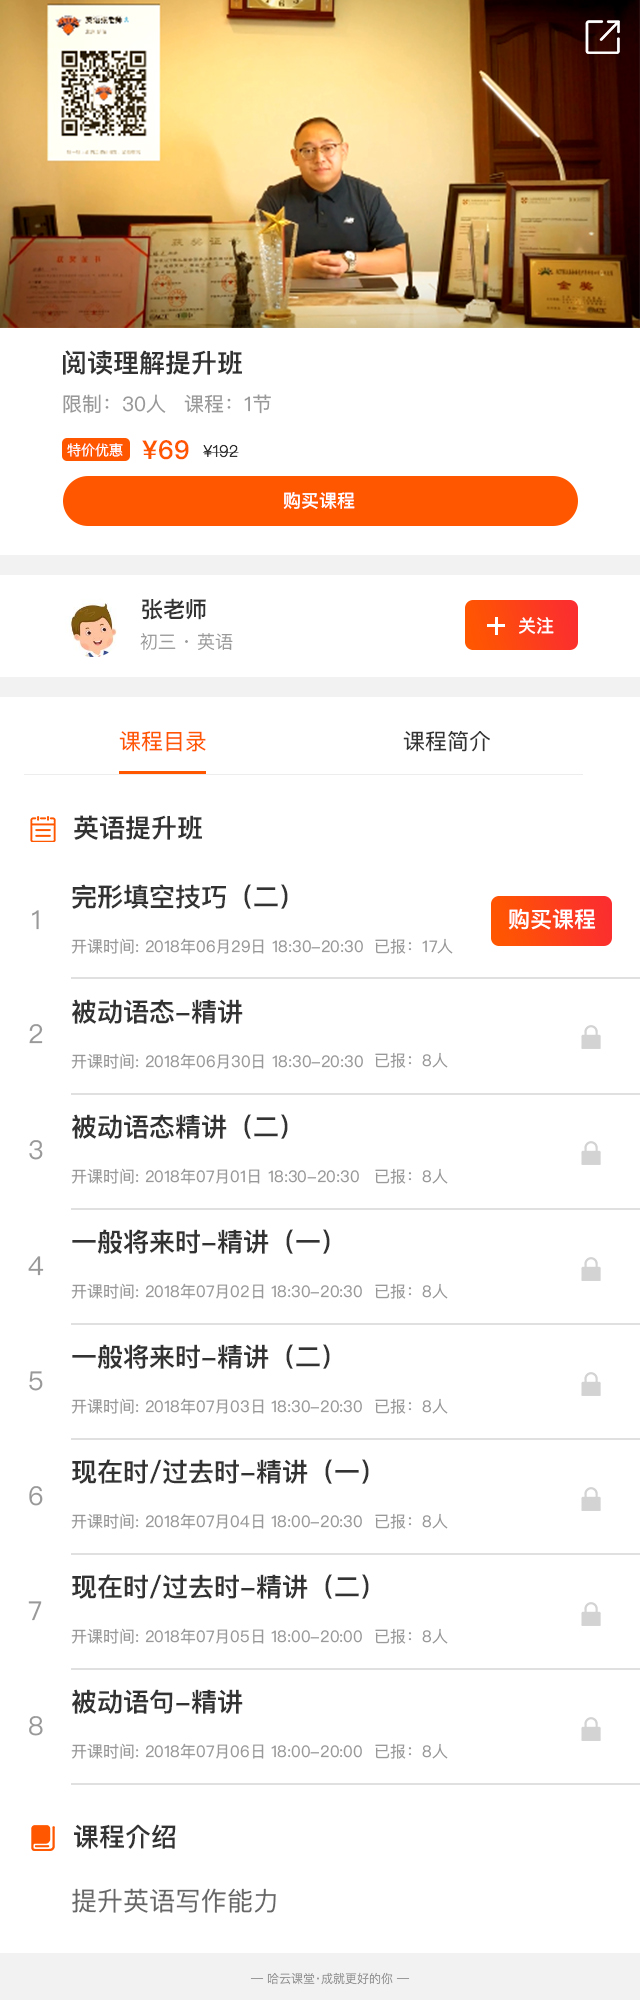 英语张老师
获奖证书
获奖证书
金奖
阅读理解提升班
限制：30人 课程：1节
特价优惠 ¥69 ¥192
购买课程
张老师
初三 · 英语
关注
课程目录 课程简介
英语提升班
1 完形填空技巧（二）
开课时间: 2018年06月29日 18:30-20:30 已报：17人
购买课程
2 被动语态-精讲
开课时间: 2018年06月30日 18:30-20:30 已报：8人
3 被动语态精讲（二）
开课时间: 2018年07月01日 18:30-20:30 已报：8人
4 一般将来时-精讲（一）
开课时间: 2018年07月02日 18:30-20:30 已报：8人
5 一般将来时-精讲（二）
开课时间: 2018年07月03日 18:30-20:30 已报：8人
6 现在时/过去时-精讲（一）
开课时间: 2018年07月04日 18:00-20:30 已报：8人
7 现在时/过去时-精讲（二）
开课时间: 2018年07月05日 18:00-20:00 已报：8人
8 被动语句-精讲
开课时间: 2018年07月06日 18:00-20:00 已报：8人
课程介绍
提升英语写作能力
— 哈云课堂·成就更好的你 —